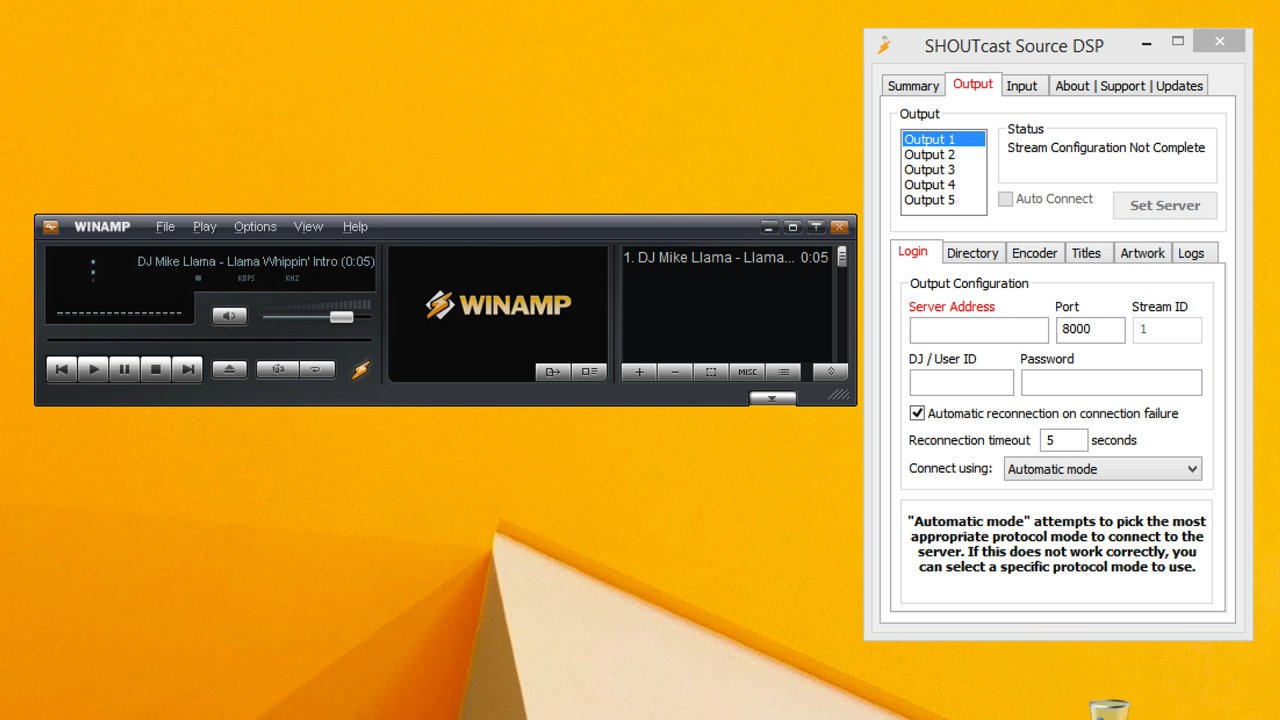 WINAMP File Play Options View Help
DJ Mike Llama - Llama Whippin' Intro (0:05)
KBPS KHZ
WINAMP
1. DJ Mike Llama - Llama... 0:05
MISC
SHOUTcast Source DSP
Summary Output Input About | Support | Updates
Output
Output 1
Output 2
Output 3
Output 4
Output 5
Status
Stream Configuration Not Complete
Auto Connect Set Server
Login Directory Encoder Titles Artwork Logs
Output Configuration
Server Address Port Stream ID
8000 1
DJ / User ID Password
Automatic reconnection on connection failure
Reconnection timeout 5 seconds
Connect using: Automatic mode
"Automatic mode" attempts to pick the most
appropriate protocol mode to connect to the
server. If this does not work correctly, you
can select a specific protocol mode to use.